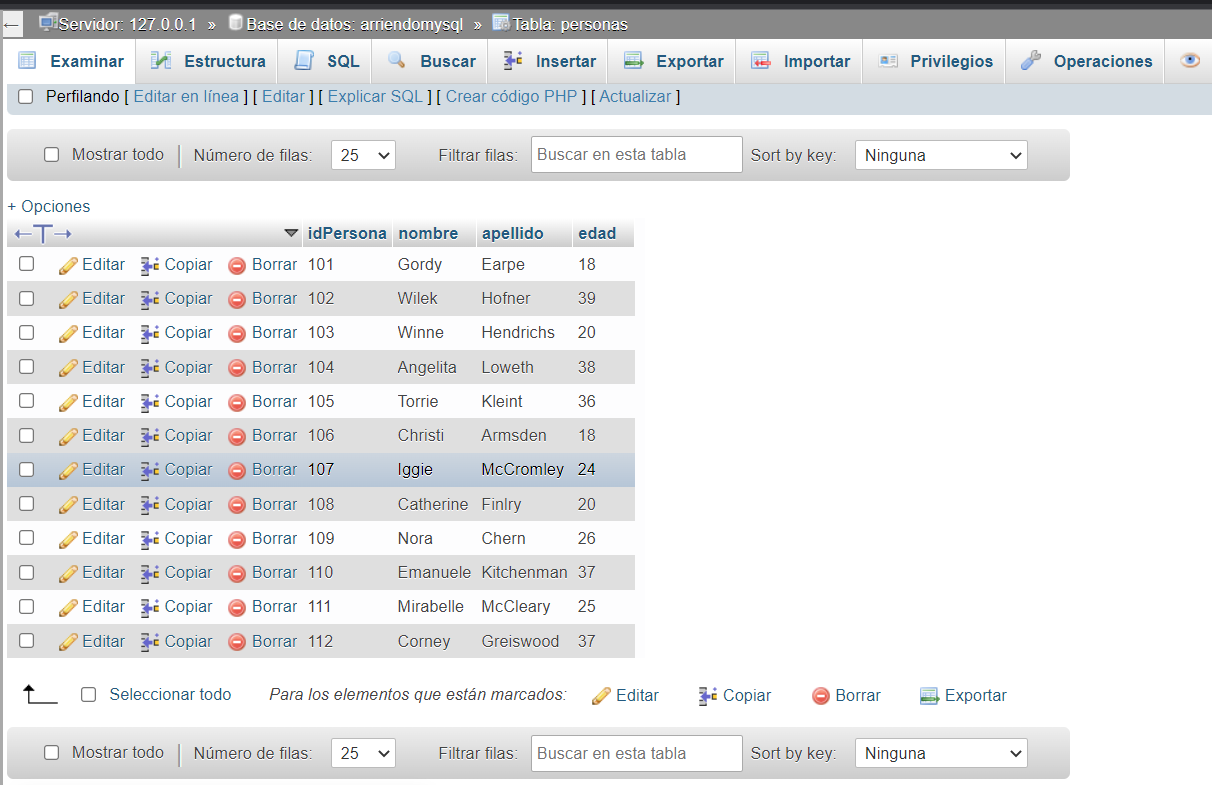 ← Servidor: 127.0.0.1 » Base de datos: arriendomysql » Tabla: personas
Examinar Estructura SQL Buscar Insertar Exportar Importar Privilegios Operaciones
Perfilando [ Editar en línea ] [ Editar ] [ Explicar SQL ] [ Crear código PHP ] [ Actualizar ]
Mostrar todo Número de filas: 25 Filtrar filas: Buscar en esta tabla Sort by key: Ninguna
+ Opciones
←T→ idPersona nombre apellido edad
Editar Copiar Borrar 101 Gordy Earpe 18
Editar Copiar Borrar 102 Wilek Hofner 39
Editar Copiar Borrar 103 Winne Hendrichs 20
Editar Copiar Borrar 104 Angelita Loweth 38
Editar Copiar Borrar 105 Torrie Kleint 36
Editar Copiar Borrar 106 Christi Armsden 18
Editar Copiar Borrar 107 Iggie McCromley 24
Editar Copiar Borrar 108 Catherine Finlry 20
Editar Copiar Borrar 109 Nora Chern 26
Editar Copiar Borrar 110 Emanuele Kitchenman 37
Editar Copiar Borrar 111 Mirabelle McCleary 25
Editar Copiar Borrar 112 Corney Greiswood 37
Seleccionar todo Para los elementos que están marcados: Editar Copiar Borrar Exportar
Mostrar todo Número de filas: 25 Filtrar filas: Buscar en esta tabla Sort by key: Ninguna